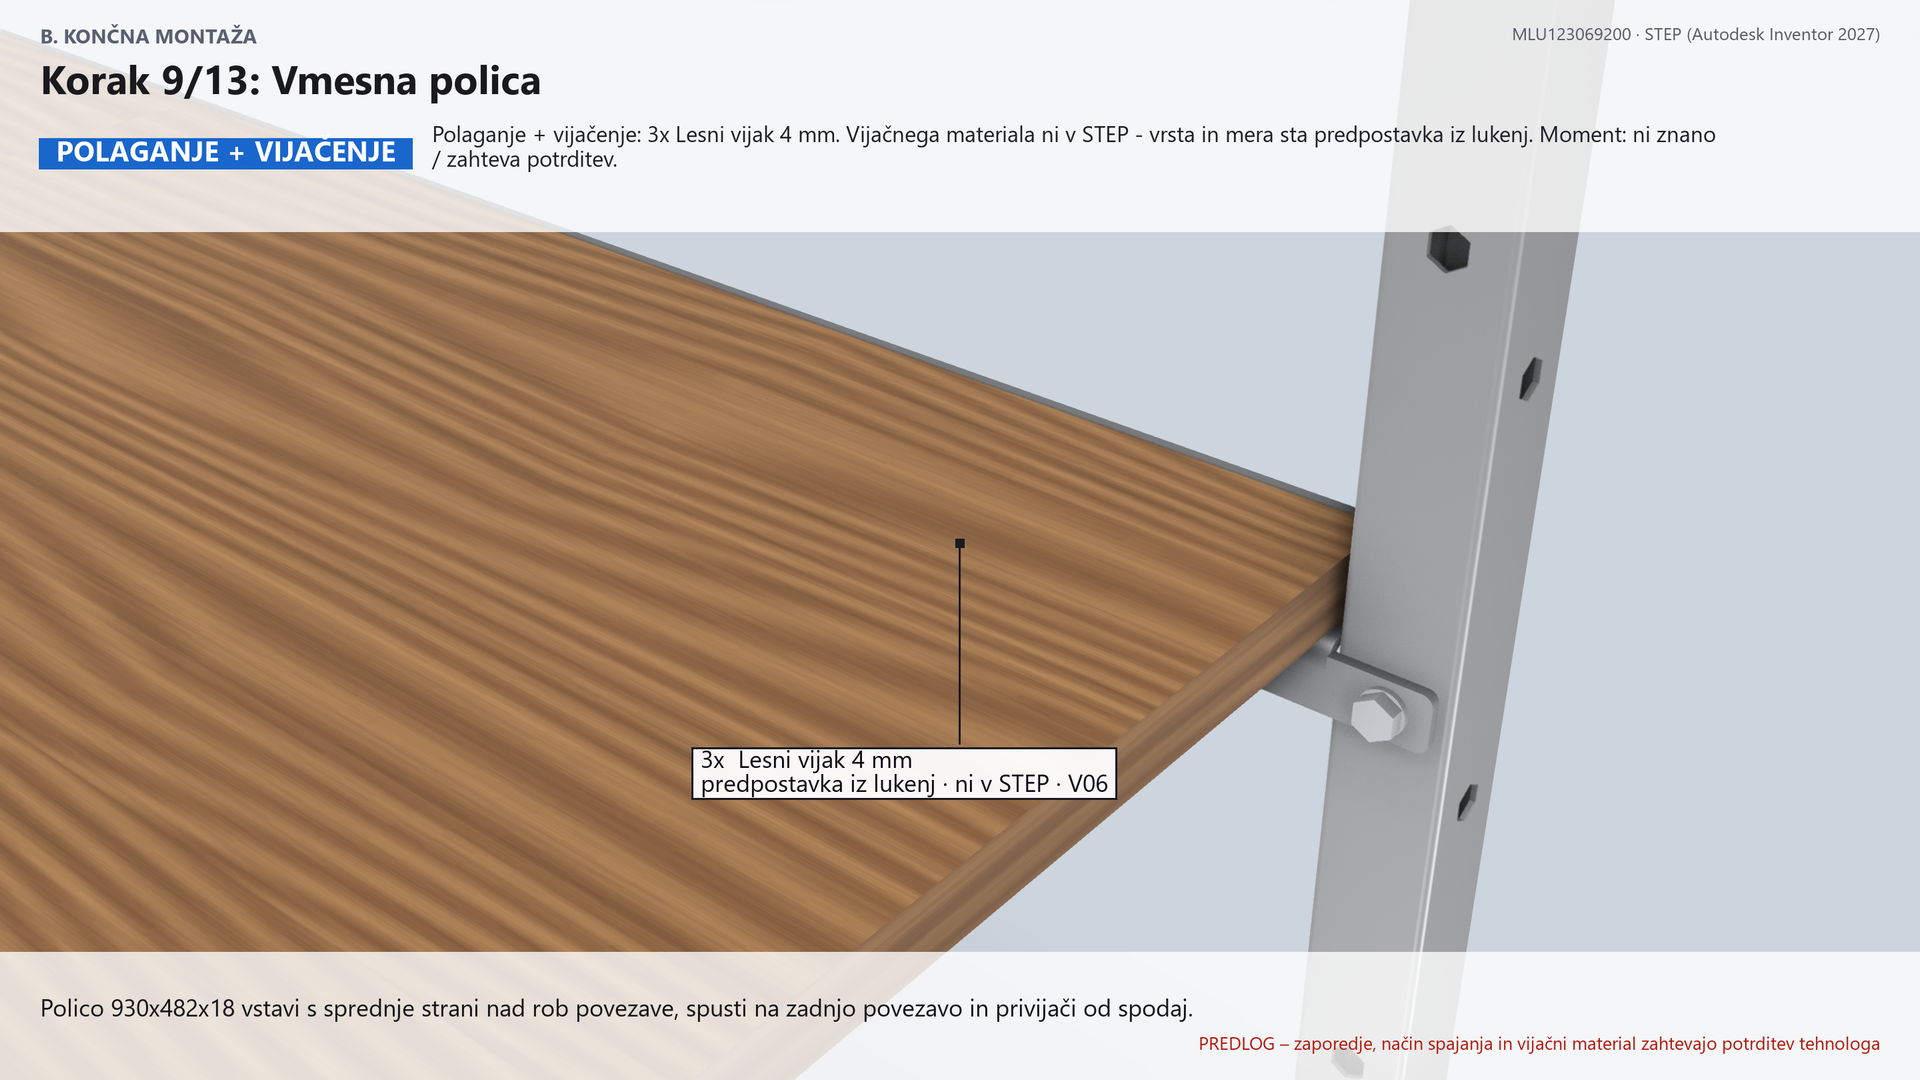 B. KONČNA MONTAŽA
MLU123069200 · STEP (Autodesk Inventor 2027)
Korak 9/13: Vmesna polica
POLAGANJE + VIJAČENJE
Polaganje + vijačenje: 3x Lesni vijak 4 mm. Vijačnega materiala ni v STEP - vrsta in mera sta predpostavka iz lukenj. Moment: ni znano
/ zahteva potrditev.
3x  Lesni vijak 4 mm
predpostavka iz lukenj · ni v STEP · V06
Polico 930x482x18 vstavi s sprednje strani nad rob povezave, spusti na zadnjo povezavo in privijači od spodaj.
PREDLOG – zaporedje, način spajanja in vijačni material zahtevajo potrditev tehnologa